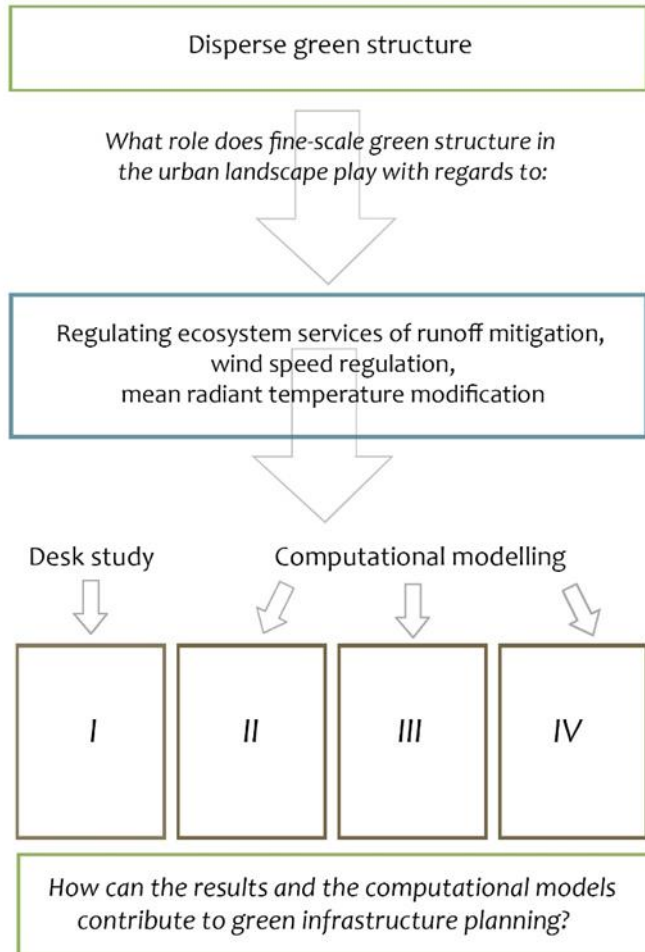 Disperse green structure
What role does fine-scale green structure in
the urban landscape play with regards to:
Regulating ecosystem services of runoff mitigation,
wind speed regulation,
mean radiant temperature modification
Desk study
Computational modelling
I
II
III
IV
How can the results and the computational models
contribute to green infrastructure planning?